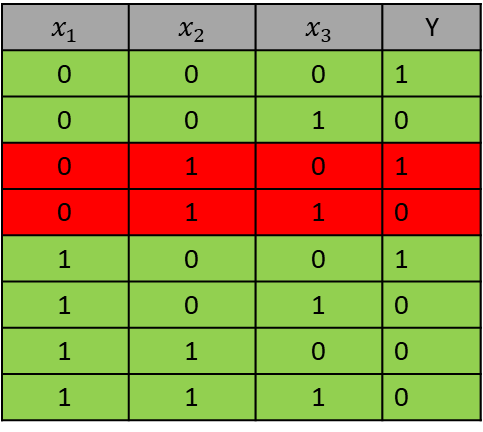 x₁ x₂ x₃ Y
0 0 0 1
0 0 1 0
0 1 0 1
0 1 1 0
1 0 0 1
1 0 1 0
1 1 0 0
1 1 1 0